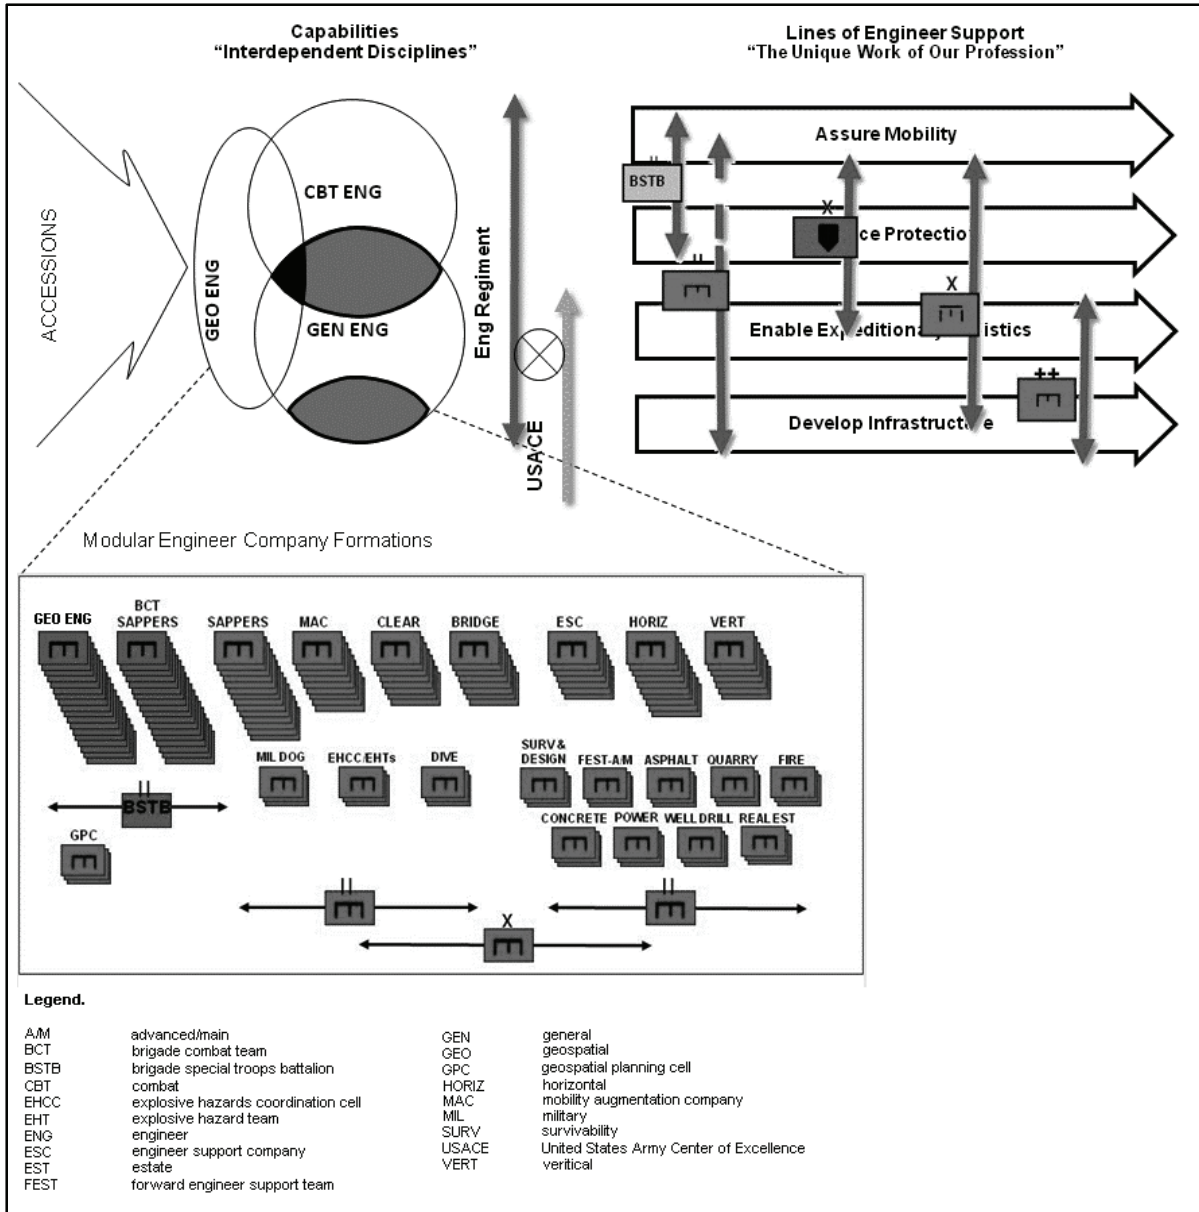 Capabilities
“Interdependent Disciplines”
Lines of Engineer Support
“The Unique Work of Our Profession”
ACCESSIONS
GEO ENG
CBT ENG
GEN ENG
Eng Regiment
USACE
Assure Mobility
BSTB
II
X
ce Protectio
II
X
Enable Expeditionary istics
++
Develop Infrastruct e
Modular Engineer Company Formations
GEO ENG
BCT
SAPPERS
SAPPERS
MAC
CLEAR
BRIDGE
ESC
HORIZ
VERT
MIL DOG
EHCC/EHTs
DIVE
SURV &
DESIGN
FEST-A/M
ASPHALT
QUARRY
FIRE
II
BSTB
GPC
CONCRETE
POWER
WELL DRILL
REAL EST
II
X
II
Legend.
A/M advanced/main
BCT brigade combat team
BSTB brigade special troops battalion
CBT combat
EHCC explosive hazards coordination cell
EHT explosive hazard team
ENG engineer
ESC engineer support company
EST estate
FEST forward engineer support team
GEN general
GEO geospatial
GPC geospatial planning cell
HORIZ horizontal
MAC mobility augmentation company
MIL military
SURV survivability
USACE United States Army Center of Excellence
VERT veritical